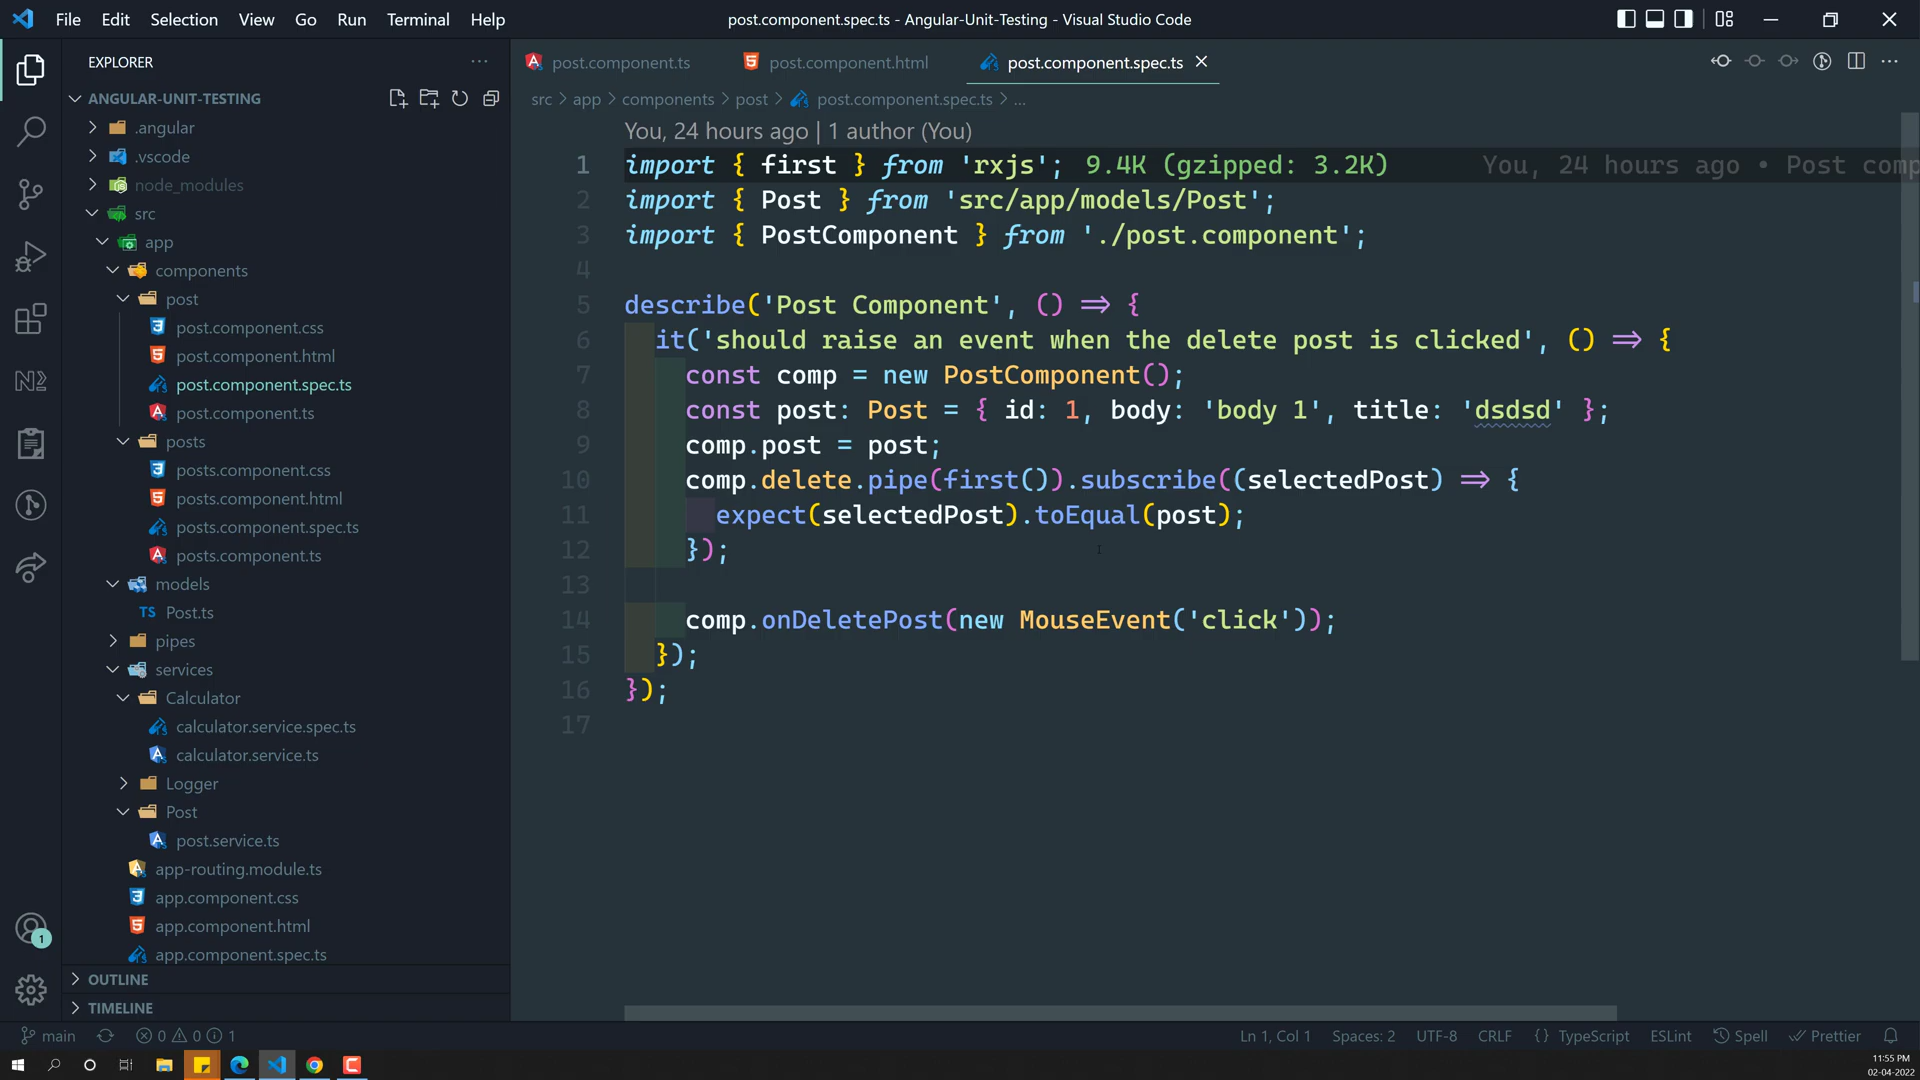 File Edit Selection View Go Run Terminal Help
post.component.spec.ts - Angular-Unit-Testing - Visual Studio Code
EXPLORER
ANGULAR-UNIT-TESTING
.angular
.vscode
node_modules
src
app
components
post
post.component.css
post.component.html
post.component.spec.ts
post.component.ts
posts
posts.component.css
posts.component.html
posts.component.spec.ts
posts.component.ts
models
TS Post.ts
pipes
services
Calculator
calculator.service.spec.ts
calculator.service.ts
Logger
Post
post.service.ts
app-routing.module.ts
app.component.css
app.component.html
app.component.spec.ts
OUTLINE
TIMELINE
post.component.ts post.component.html post.component.spec.ts
src > app > components > post > post.component.spec.ts > ...
You, 24 hours ago | 1 author (You)
1 import { first } from 'rxjs'; 9.4K (gzipped: 3.2K) You, 24 hours ago • Post comp
2 import { Post } from 'src/app/models/Post';
3 import { PostComponent } from './post.component';
4
5 describe('Post Component', () => {
6 it('should raise an event when the delete post is clicked', () => {
7 const comp = new PostComponent();
8 const post: Post = { id: 1, body: 'body 1', title: 'dsdsd' };
9 comp.post = post;
10 comp.delete.pipe(first()).subscribe((selectedPost) => {
11 expect(selectedPost).toEqual(post);
12 });
13
14 comp.onDeletePost(new MouseEvent('click'));
15 });
16 });
17
1
main 0 0 1
Ln 1, Col 1 Spaces: 2 UTF-8 CRLF {} TypeScript ESLint Spell Prettier
11:55 PM
02-04-2022